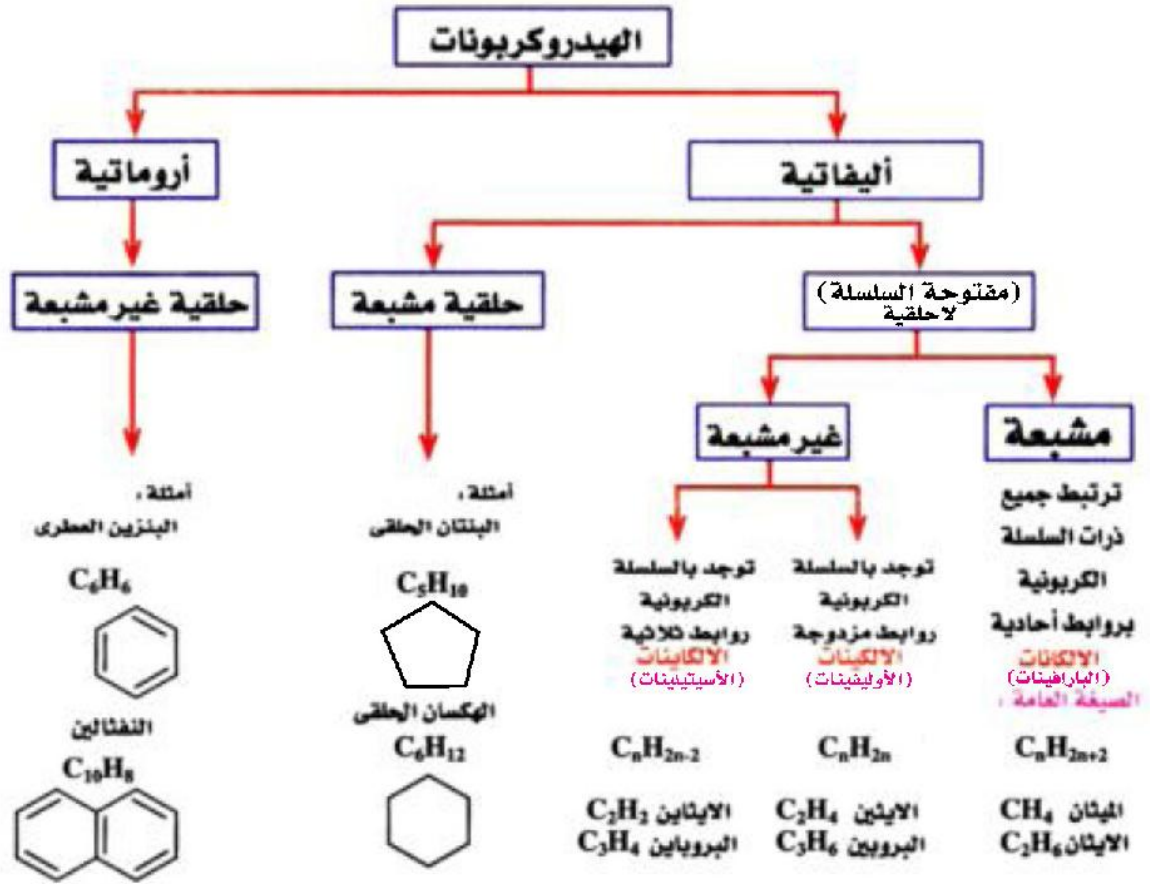 الهيدروكربونات
أليفاتية
أروماتية
(مفتوحة السلسلة)
لاحلقية
حلقية مشبعة
حلقية غير مشبعة
مشبعة
غير مشبعة
ترتبط جميع
ذرات السلسلة
الكربونية
بروابط أحادية
الالكانات
(البارافينات)
الصيغة العامة :
CₙH₂ₙ₊₂
الميثان CH₄
الايثان C₂H₆
توجد بالسلسلة
الكربونية
روابط مزدوجة
الالكينات
(الأوليفينات)
CₙH₂ₙ
الايثين C₂H₄
البروبين C₃H₆
توجد بالسلسلة
الكربونية
روابط ثلاثية
الالكاينات
(الأسيتيلينات)
CₙH₂ₙ₋₂
الايثاين C₂H₂
البروباين C₃H₄
أمثلة :
البنتان الحلقى
C₅H₁₀
الهكسان الحلقى
C₆H₁₂
أمثلة :
البنزين العطرى
C₆H₆
النفثالين
C₁₀H₈